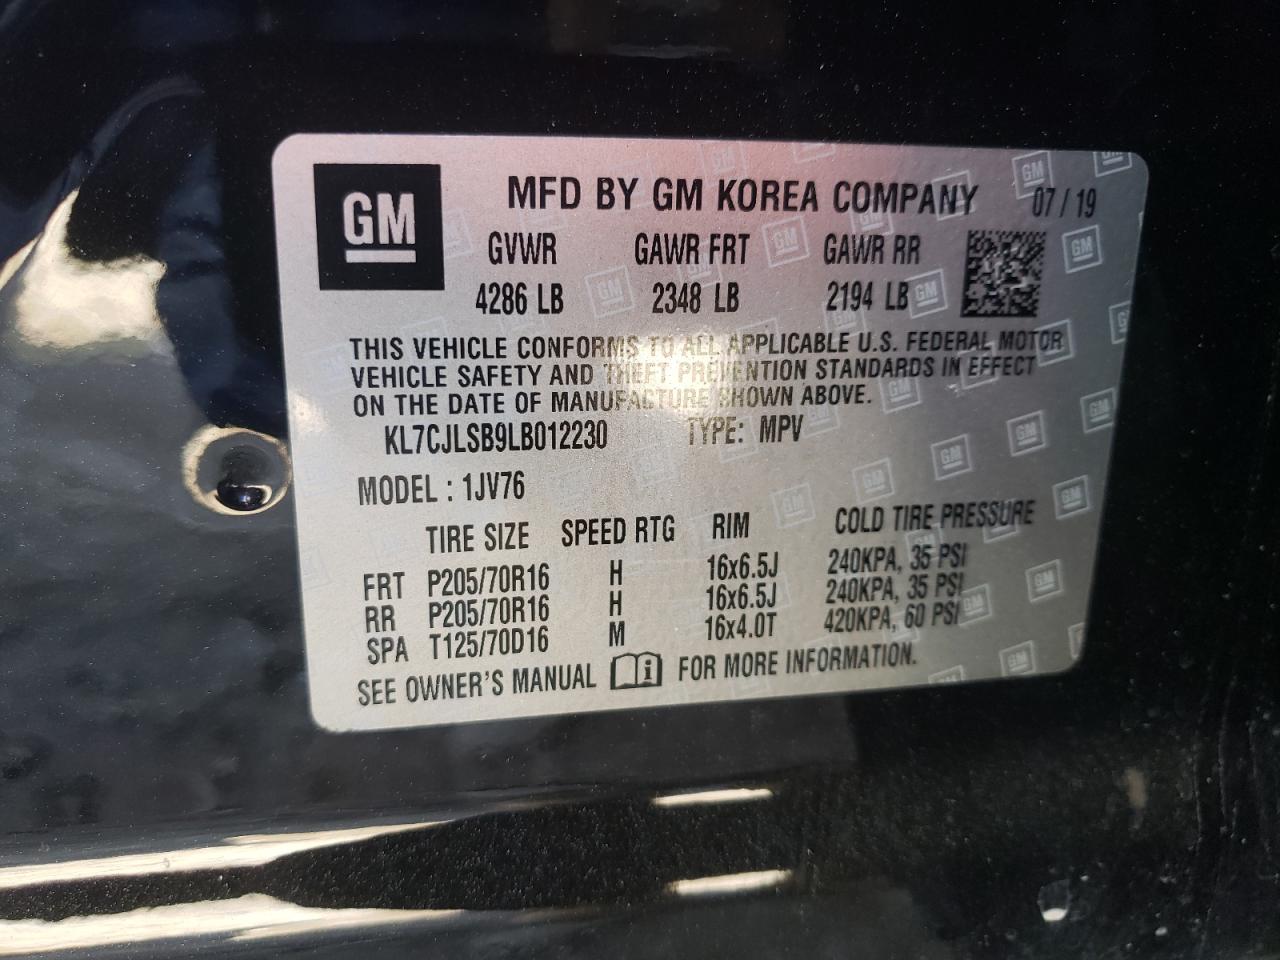 GM
MFD BY GM KOREA COMPANY 07 / 19
GVWR GAWR FRT GAWR RR
4286 LB 2348 LB 2194 LB
THIS VEHICLE CONFORMS TO ALL APPLICABLE U.S. FEDERAL MOTOR
VEHICLE SAFETY AND THEFT PREVENTION STANDARDS IN EFFECT
ON THE DATE OF MANUFACTURE SHOWN ABOVE.
KL7CJLSB9LB012230 TYPE: MPV
MODEL : 1JV76
TIRE SIZE SPEED RTG RIM COLD TIRE PRESSURE
FRT P205/70R16 H 16x6.5J 240KPA, 35 PSI
RR P205/70R16 H 16x6.5J 240KPA, 35 PSI
SPA T125/70D16 M 16x4.0T 420KPA, 60 PSI
SEE OWNER'S MANUAL i FOR MORE INFORMATION.